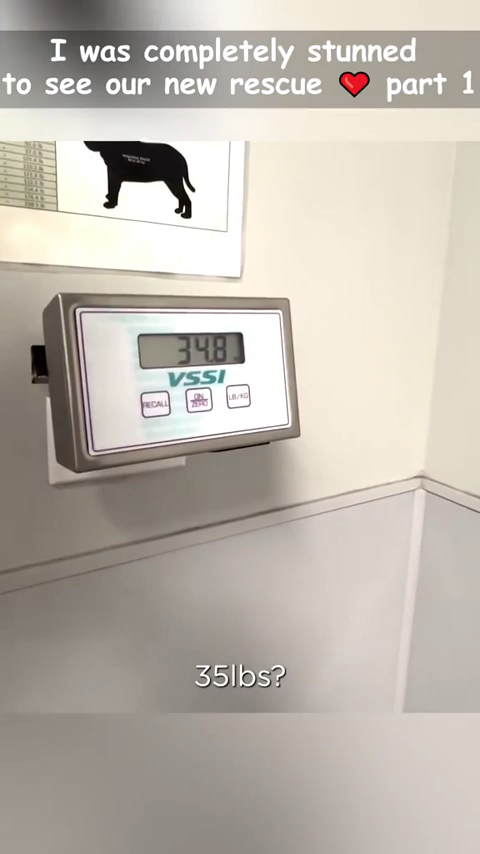 I was completely stunned
to see our new rescue ❤️ part 1
34.8
VSSI
RECALL
ON
ZERO
LB/KG
35lbs?